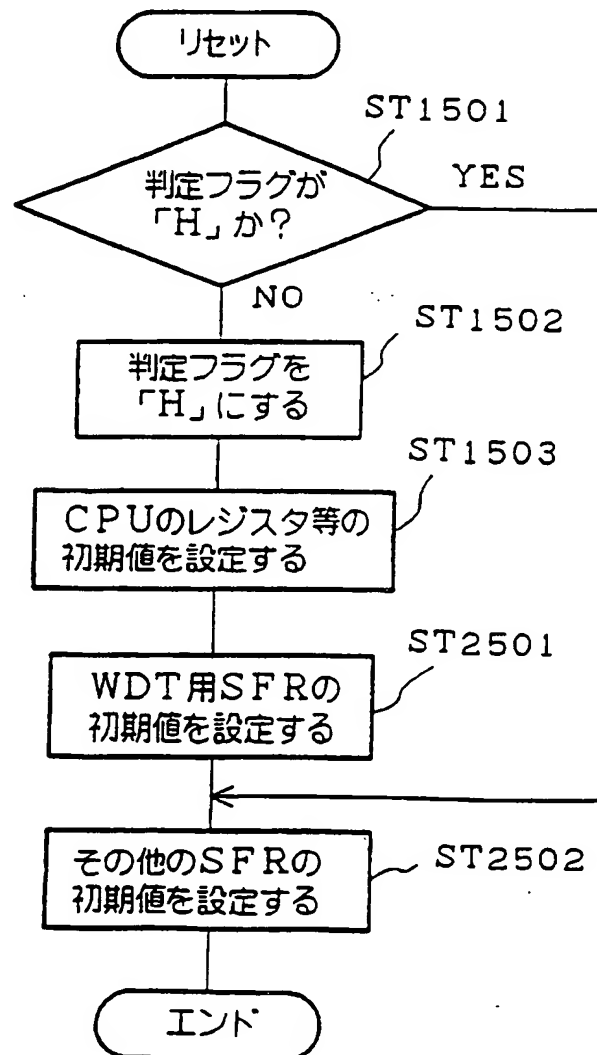 リセット
ST1501
判定フラグが
「H」か?
YES
NO
ST1502
判定フラグを
「H」にする
ST1503
CPUのレジスタ等の
初期値を設定する
ST2501
WDT用SFRの
初期値を設定する
ST2502
その他のSFRの
初期値を設定する
エンド